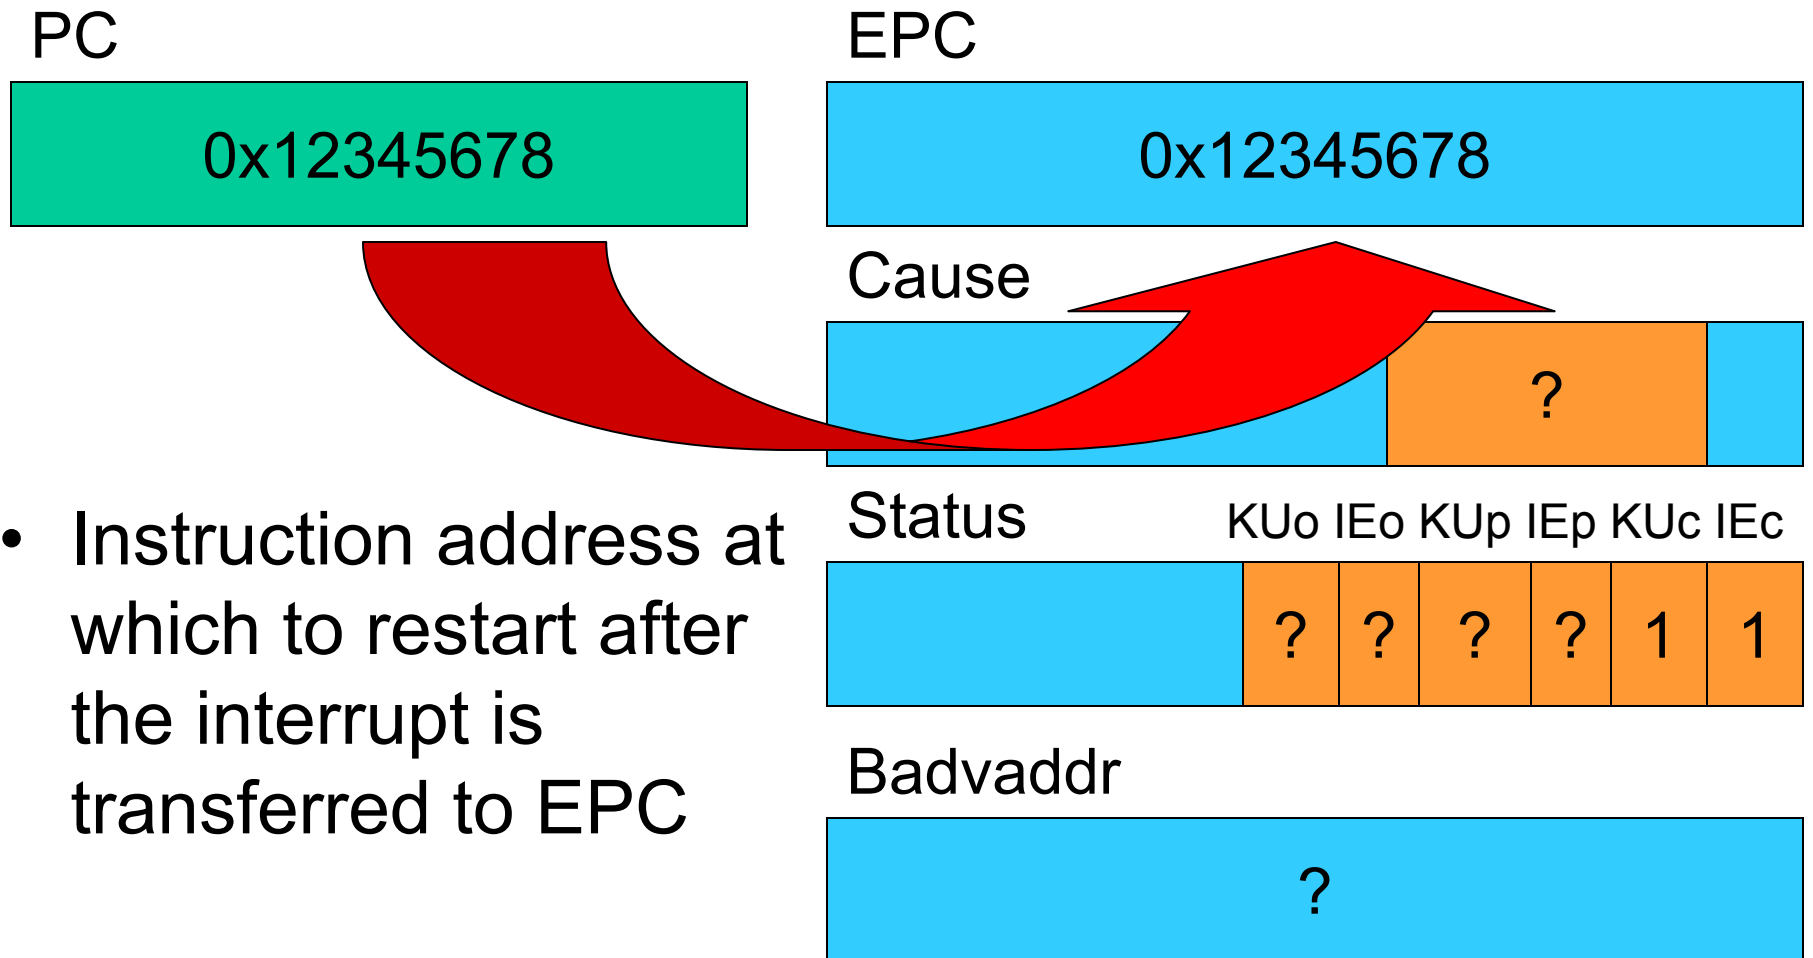 PC
EPC
0x12345678
0x12345678
Cause
?
• Instruction address at
which to restart after
the interrupt is
transferred to EPC
Status
KUo IEo KUp IEp KUc IEc
? ? ? ? 1 1
Badvaddr
?